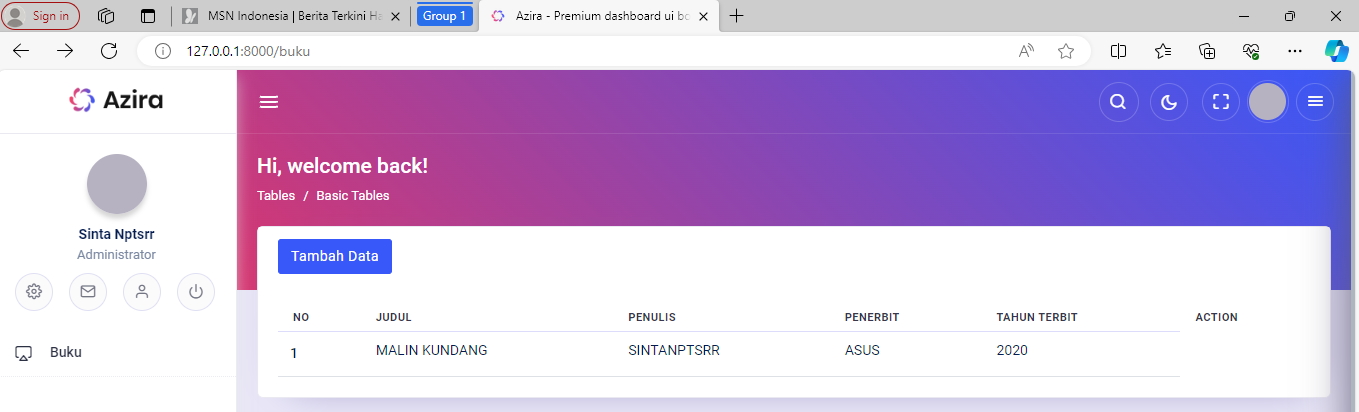 Sign in
MSN Indonesia | Berita Terkini Ha
Group 1
Azira - Premium dashboard ui bo
127.0.0.1:8000/buku
Azira
Hi, welcome back!
Tables / Basic Tables
Sinta Nptsrr
Administrator
Buku
Tambah Data
NO JUDUL PENULIS PENERBIT TAHUN TERBIT ACTION
1 MALIN KUNDANG SINTANPTSRR ASUS 2020